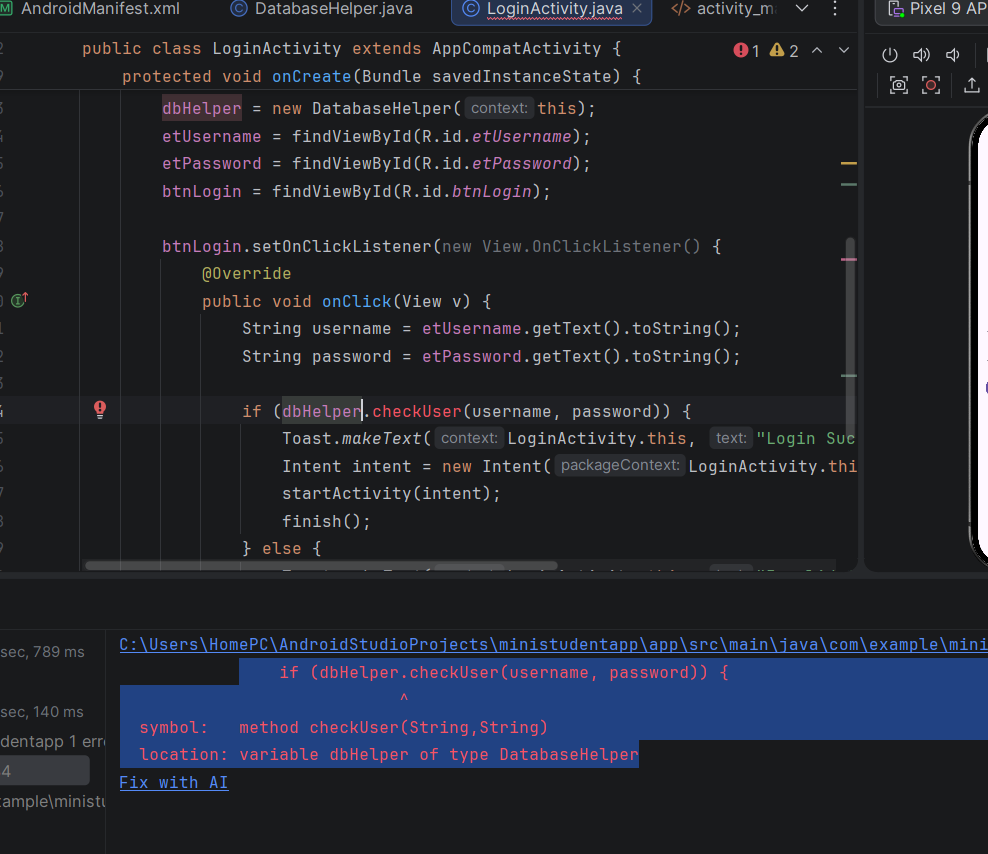 AndroidManifest.xml DatabaseHelper.java LoginActivity.java activity_m Pixel 9 AP
public class LoginActivity extends AppCompatActivity { 1 2
protected void onCreate(Bundle savedInstanceState) {
dbHelper = new DatabaseHelper( context: this);
etUsername = findViewById(R.id.etUsername);
etPassword = findViewById(R.id.etPassword);
btnLogin = findViewById(R.id.btnLogin);
btnLogin.setOnClickListener(new View.OnClickListener() {
@Override
public void onClick(View v) {
String username = etUsername.getText().toString();
String password = etPassword.getText().toString();
if (dbHelper.checkUser(username, password)) {
Toast.makeText( context: LoginActivity.this, text: "Login Suc
Intent intent = new Intent( packageContext: LoginActivity.thi
startActivity(intent);
finish();
} else {
C:\Users\HomePC\AndroidStudioProjects\ministudentapp\app\src\main\java\com\example\mini
sec, 789 ms
if (dbHelper.checkUser(username, password)) {
^
sec, 140 ms
symbol: method checkUser(String,String)
dentapp 1 erro
location: variable dbHelper of type DatabaseHelper
4
Fix with AI
ample\ministu